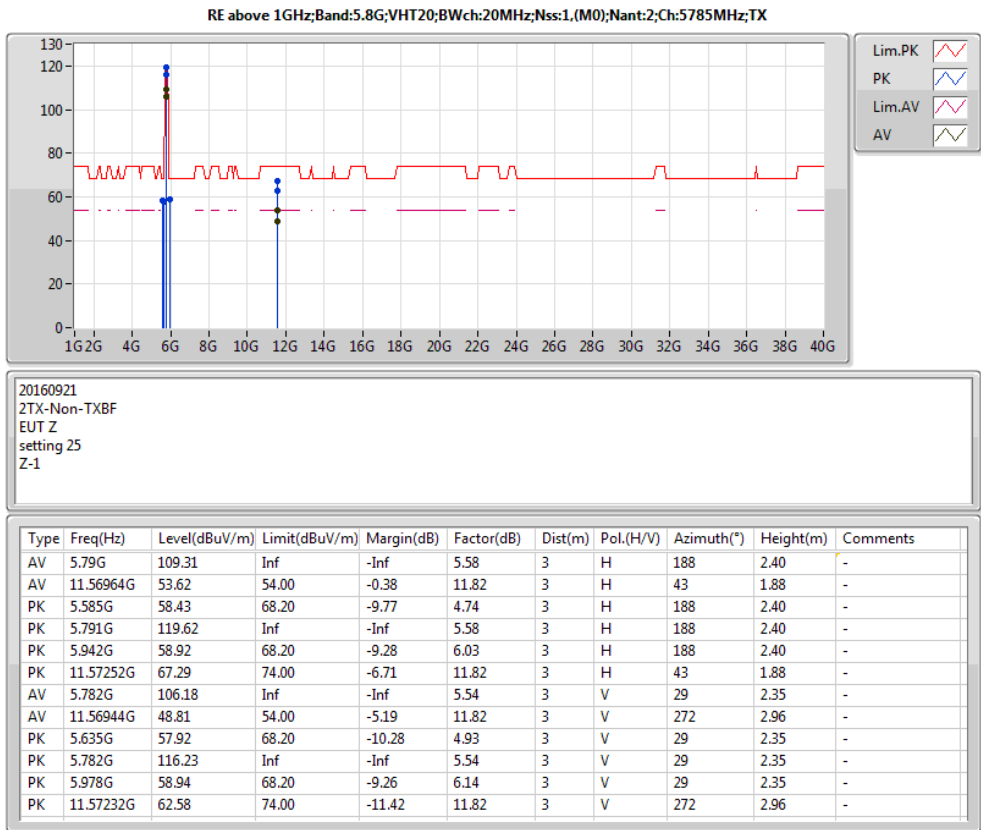 RE above 1GHz;Band:5.8G;VHT20;BWch:20MHz;Nss:1,(M0);Nant:2;Ch:5785MHz;TX
130
120
100
80
60
40
20
0
1G 2G 4G 6G 8G 10G 12G 14G 16G 18G 20G 22G 24G 26G 28G 30G 32G 34G 36G 38G 40G
Lim.PK
PK
Lim.AV
AV
20160921
2TX-Non-TXBF
EUT Z
setting 25
Z-1
Type Freq(Hz) Level(dBuV/m) Limit(dBuV/m) Margin(dB) Factor(dB) Dist(m) Pol.(H/V) Azimuth(°) Height(m) Comments
AV 5.79G 109.31 Inf -Inf 5.58 3 H 188 2.40 -
AV 11.56964G 53.62 54.00 -0.38 11.82 3 H 43 1.88 -
PK 5.585G 58.43 68.20 -9.77 4.74 3 H 188 2.40 -
PK 5.791G 119.62 Inf -Inf 5.58 3 H 188 2.40 -
PK 5.942G 58.92 68.20 -9.28 6.03 3 H 188 2.40 -
PK 11.57252G 67.29 74.00 -6.71 11.82 3 H 43 1.88 -
AV 5.782G 106.18 Inf -Inf 5.54 3 V 29 2.35 -
AV 11.56944G 48.81 54.00 -5.19 11.82 3 V 272 2.96 -
PK 5.635G 57.92 68.20 -10.28 4.93 3 V 29 2.35 -
PK 5.782G 116.23 Inf -Inf 5.54 3 V 29 2.35 -
PK 5.978G 58.94 68.20 -9.26 6.14 3 V 29 2.35 -
PK 11.57232G 62.58 74.00 -11.42 11.82 3 V 272 2.96 -